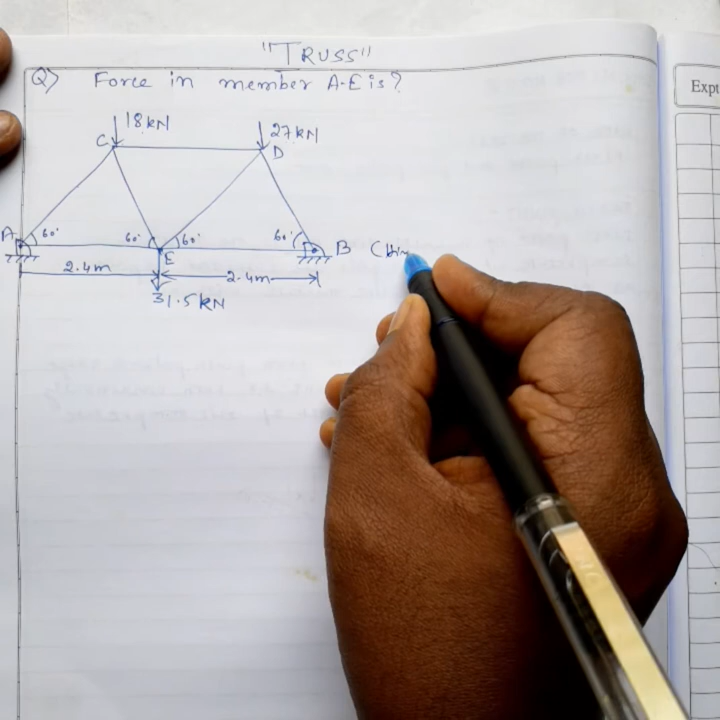 "TRUSS"
Q> Force in member A-E is?
18 kN
27 kN
C
D
A
60°
60°
60°
60°
B
E
2.4m
2.4m
31.5 kN
Expt